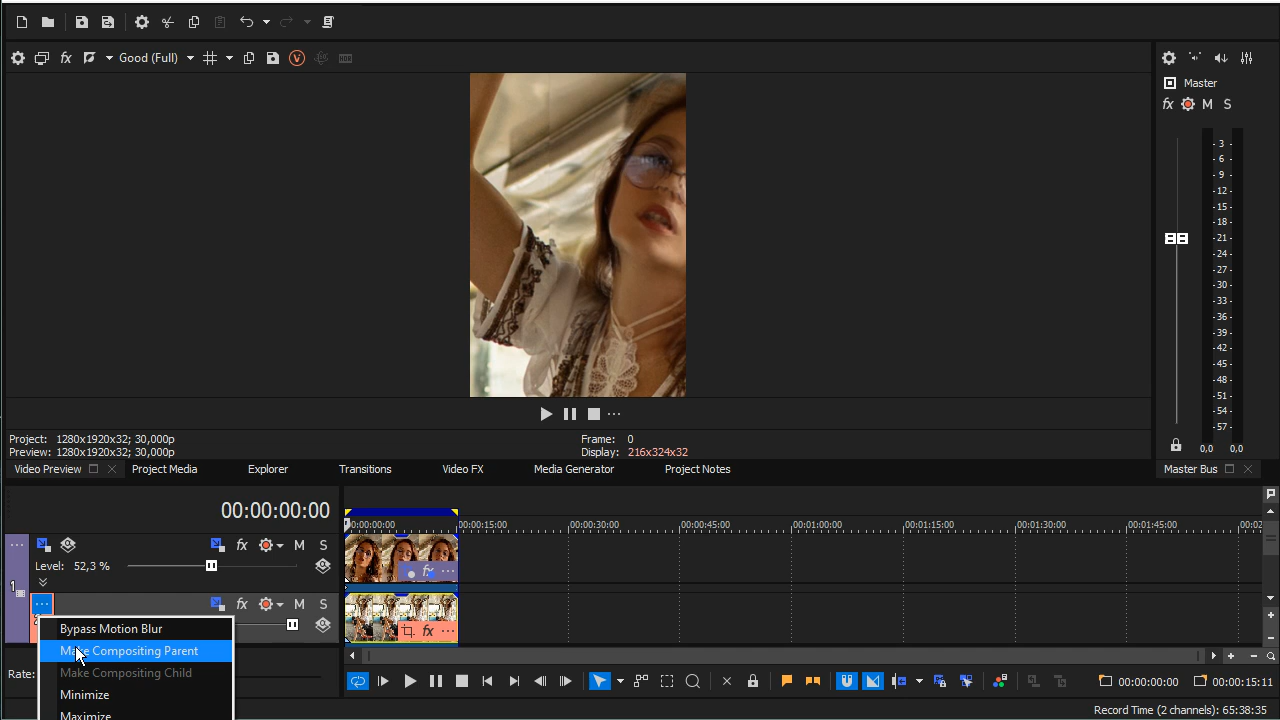 Good (Full)
Master
fx M S
- 3 -
- 6 -
- 9 -
- 12 -
- 15 -
- 18 -
- 21 -
- 24 -
- 27 -
- 30 -
- 33 -
- 36 -
- 39 -
- 42 -
- 45 -
- 48 -
- 51 -
- 54 -
- 57 -
0,0 0,0
Project: 1280x1920x32; 30,000p
Frame: 0
Preview: 1280x1920x32; 30,000p
Display: 216x324x32
Video Preview
Project Media
Explorer
Transitions
Video FX
Media Generator
Project Notes
Master Bus
00:00:00:00
00:00:00:00
00:00:15:00
00:00:30:00
00:00:45:00
00:01:00:00
00:01:15:00
00:01:30:00
00:01:45:00
fx M S
Level: 52,3 %
1
fx
fx M S
fx
Bypass Motion Blur
Make Compositing Parent
Make Compositing Child
Minimize
Maximize
Rate:
00:00:00:00
00:00:15:11
Record Time (2 channels): 65:38:35